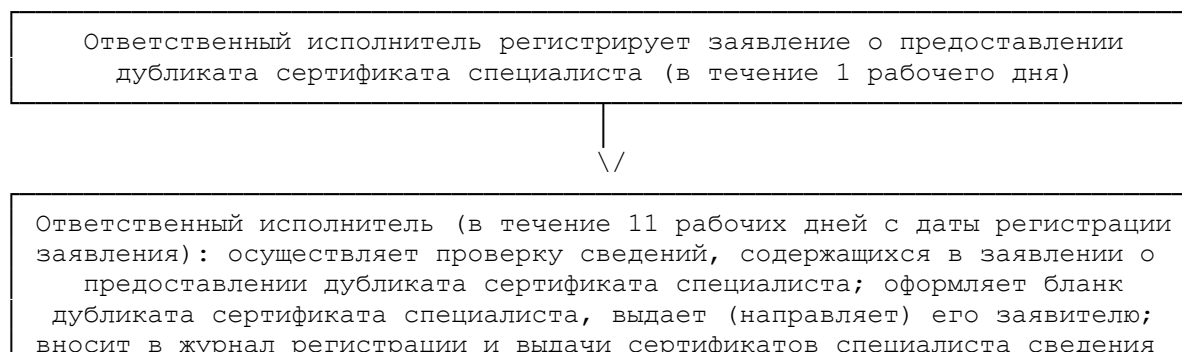 Ответственный исполнитель регистрирует заявление о предоставлении
дубликата сертификата специалиста (в течение 1 рабочего дня)
\/
Ответственный исполнитель (в течение 11 рабочих дней с даты регистрации
заявления): осуществляет проверку сведений, содержащихся в заявлении о
предоставлении дубликата сертификата специалиста; оформляет бланк
дубликата сертификата специалиста, выдает (направляет) его заявителю;
вносит в журнал регистрации и выдачи сертификатов специалиста сведения